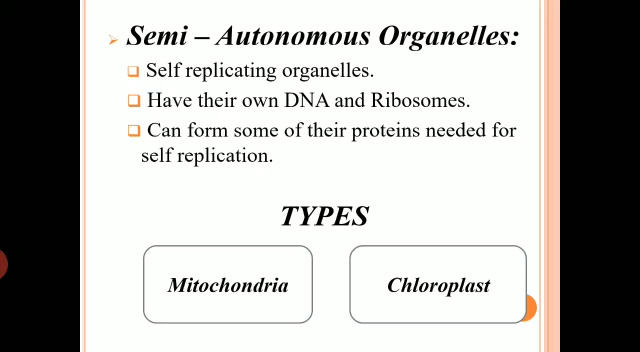 Semi – Autonomous Organelles:
Self replicating organelles.
Have their own DNA and Ribosomes.
Can form some of their proteins needed for
self replication.
TYPES
Mitochondria
Chloroplast